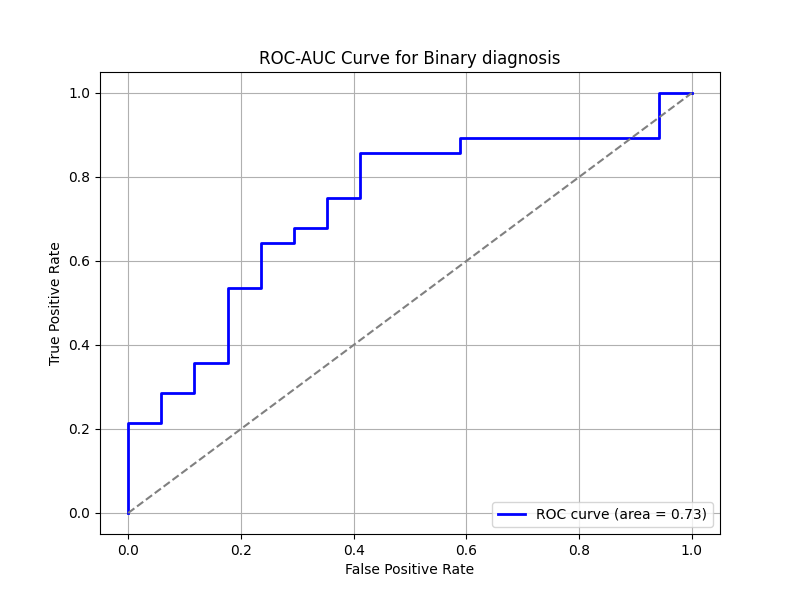 ROC-AUC Curve for Binary diagnosis
True Positive Rate
1.0
0.8
0.6
0.4
0.2
0.0
ROC curve (area = 0.73)
0.0 0.2 0.4 0.6 0.8 1.0
False Positive Rate